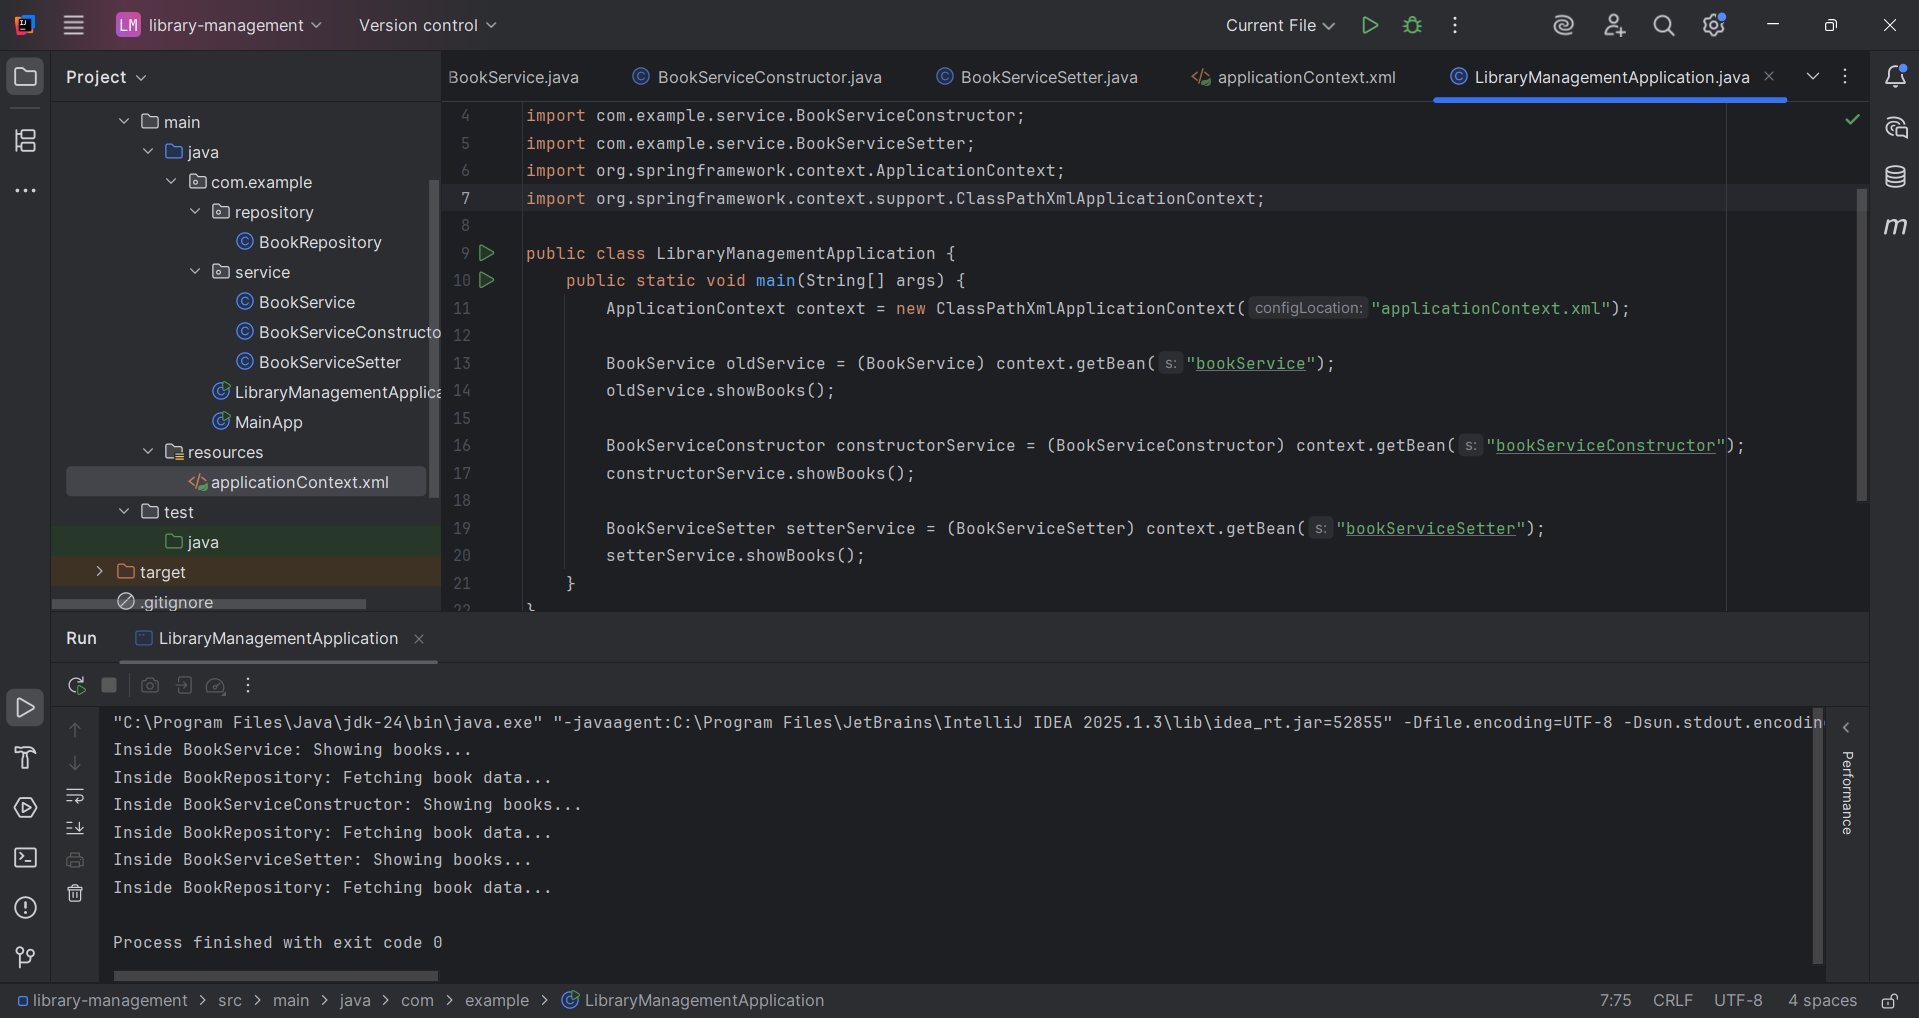 LM library-management Version control Current File
Project
BookService.java BookServiceConstructor.java BookServiceSetter.java applicationContext.xml LibraryManagementApplication.java
main
java
com.example
repository
BookRepository
service
BookService
BookServiceConstructo
BookServiceSetter
LibraryManagementApplica
MainApp
resources
applicationContext.xml
test
java
target
.gitignore
4 import com.example.service.BookServiceConstructor;
5 import com.example.service.BookServiceSetter;
6 import org.springframework.context.ApplicationContext;
7 import org.springframework.context.support.ClassPathXmlApplicationContext;
8
9 public class LibraryManagementApplication {
10 public static void main(String[] args) {
11 ApplicationContext context = new ClassPathXmlApplicationContext( configLocation: "applicationContext.xml");
12
13 BookService oldService = (BookService) context.getBean( s: "bookService");
14 oldService.showBooks();
15
16 BookServiceConstructor constructorService = (BookServiceConstructor) context.getBean( s: "bookServiceConstructor");
17 constructorService.showBooks();
18
19 BookServiceSetter setterService = (BookServiceSetter) context.getBean( s: "bookServiceSetter");
20 setterService.showBooks();
21 }
22 }
Run LibraryManagementApplication
"C:\Program Files\Java\jdk-24\bin\java.exe" "-javaagent:C:\Program Files\JetBrains\IntelliJ IDEA 2025.1.3\lib\idea_rt.jar=52855" -Dfile.encoding=UTF-8 -Dsun.stdout.encodin
Inside BookService: Showing books...
Inside BookRepository: Fetching book data...
Inside BookServiceConstructor: Showing books...
Inside BookRepository: Fetching book data...
Inside BookServiceSetter: Showing books...
Inside BookRepository: Fetching book data...
Process finished with exit code 0
Performance
library-management > src > main > java > com > example > LibraryManagementApplication 7:75 CRLF UTF-8 4 spaces